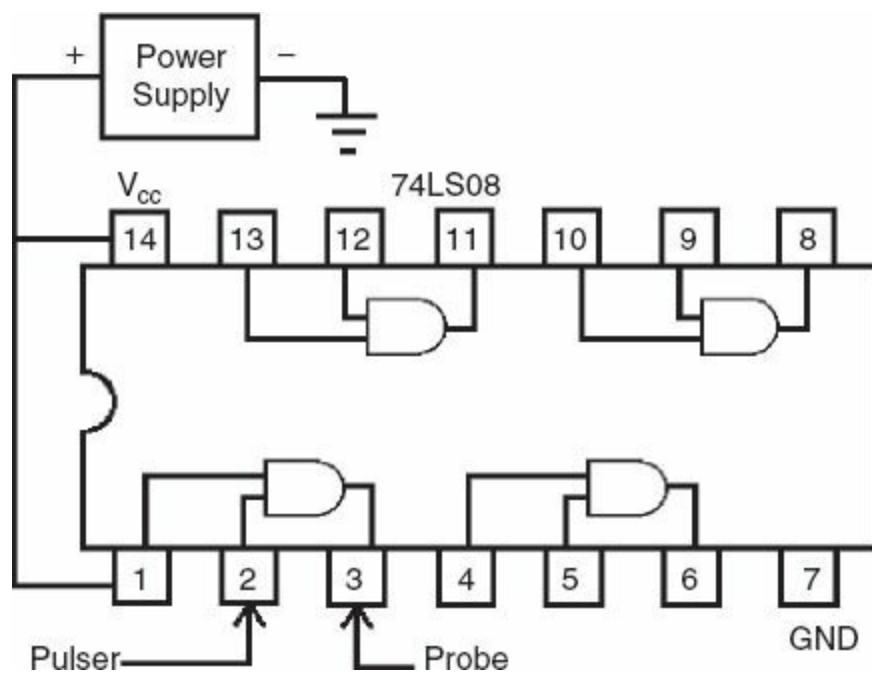 + Power Supply −
V_cc 74LS08
14 13 12 11 10 9 8
1 2 3 4 5 6 7
GND
Pulser Probe